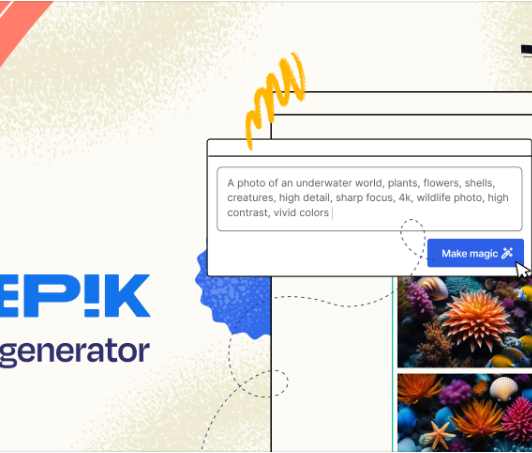 A photo of an underwater world, plants, flowers, shells,
creatures, high detail, sharp focus, 4k, wildlife photo, high
contrast, vivid colors
Make magic
EP!K
generator